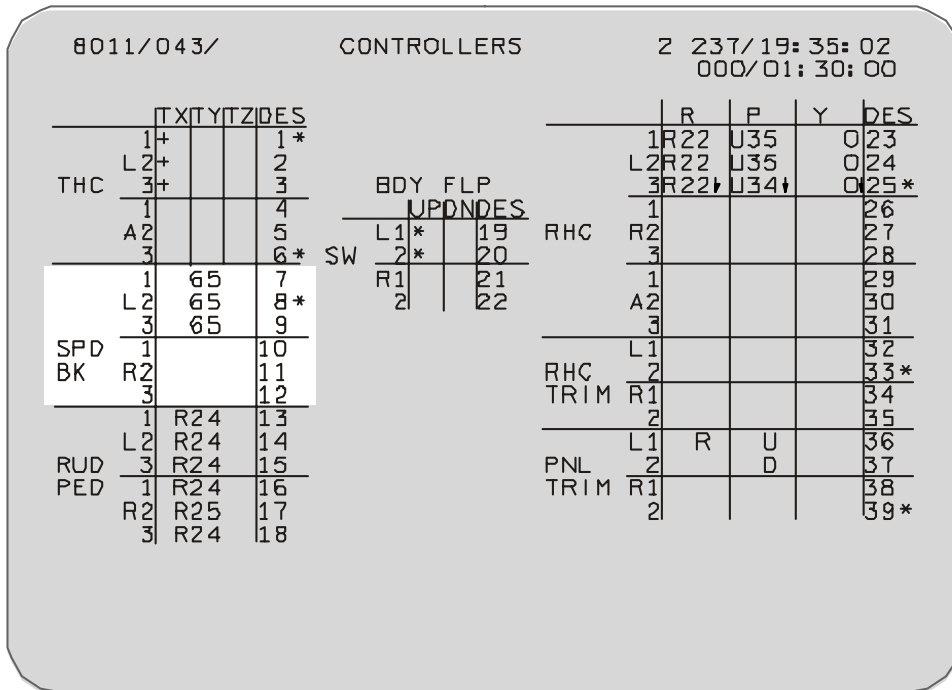 8011/043/ CONTROLLERS 2 237/19:35:02
000/01:30:00
TX TY TZ DES R P Y DES
1 + 1 * 1 R22 U35 0 23
L2 + 2 L2 R22 U35 0 24
THC 3 + 3 BDY FLP 3 R22↓ U34↓ 0↓ 25 *
1 4 UP DN DES 1 26
A2 5 L1 * 19 RHC R2 27
3 6 * SW 2 * 20 3 28
1 65 7 R1 21 1 29
L2 65 8 * 2 22 A2 30
3 65 9 3 31
SPD 1 10 L1 32
BK R2 11 RHC 2 33 *
3 12 TRIM R1 34
1 R24 13 2 35
L2 R24 14 L1 R U 36
RUD 3 R24 15 PNL 2 D 37
PED 1 R24 16 TRIM R1 38
R2 R25 17 2 39 *
3 R24 18